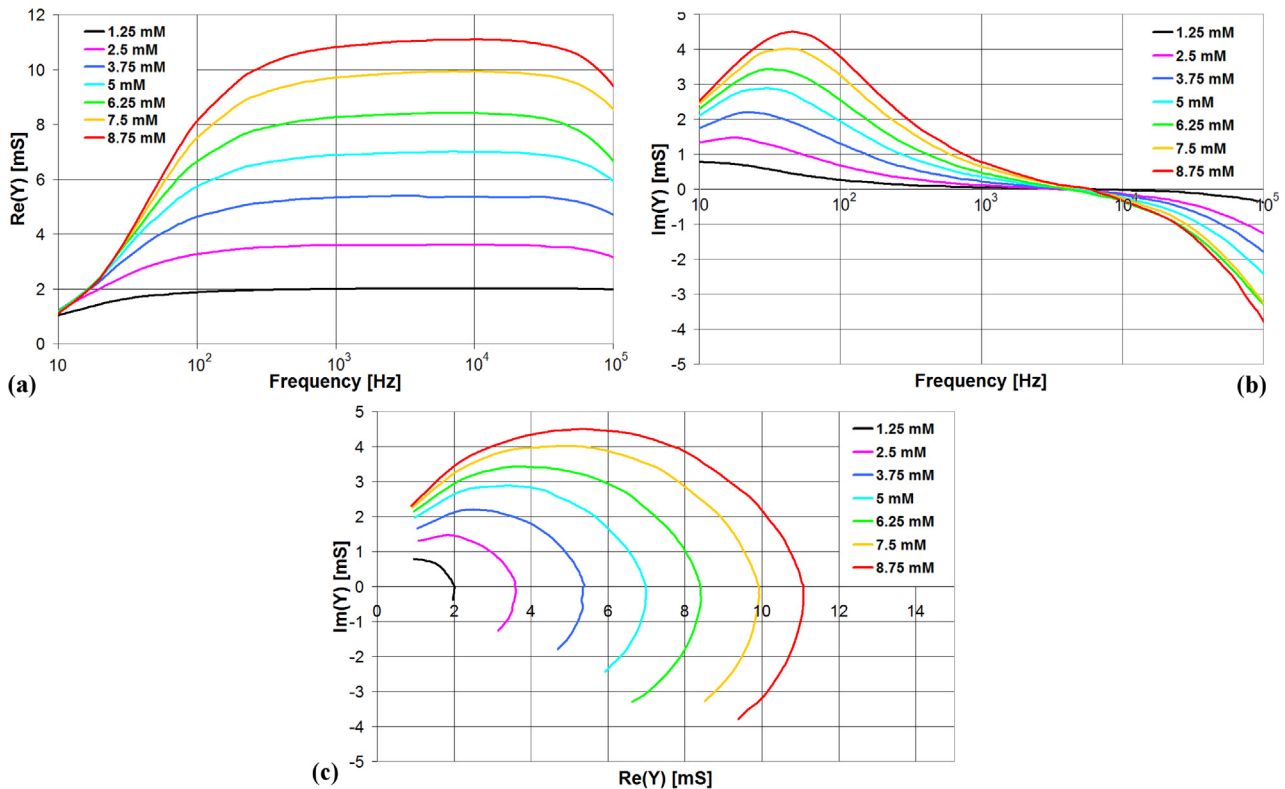 12
10
8
6
4
2
0
Re(Y) [mS]
1.25 mM
2.5 mM
3.75 mM
5 mM
6.25 mM
7.5 mM
8.75 mM
10 10² 10³ 10⁴ 10⁵
Frequency [Hz]
(a)
5
4
3
2
1
0
-1
-2
-3
-4
-5
Im(Y) [mS]
10 10² 10³ 10⁴ 10⁵
1.25 mM
2.5 mM
3.75 mM
5 mM
6.25 mM
7.5 mM
8.75 mM
Frequency [Hz]
(b)
5
4
3
2
1
0
-1
-2
-3
-4
-5
Im(Y) [mS]
0 2 4 6 8 10 12 14
1.25 mM
2.5 mM
3.75 mM
5 mM
6.25 mM
7.5 mM
8.75 mM
Re(Y) [mS]
(c)